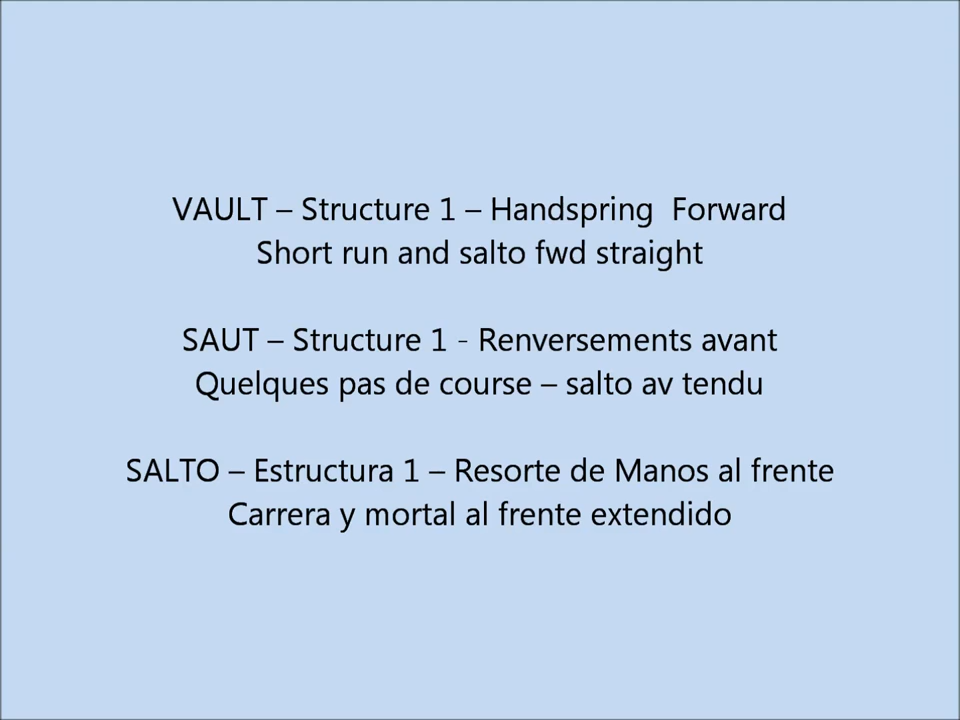 VAULT – Structure 1 – Handspring  Forward
Short run and salto fwd straight
SAUT – Structure 1 - Renversements avant
Quelques pas de course – salto av tendu
SALTO – Estructura 1 – Resorte de Manos al frente
Carrera y mortal al frente extendido